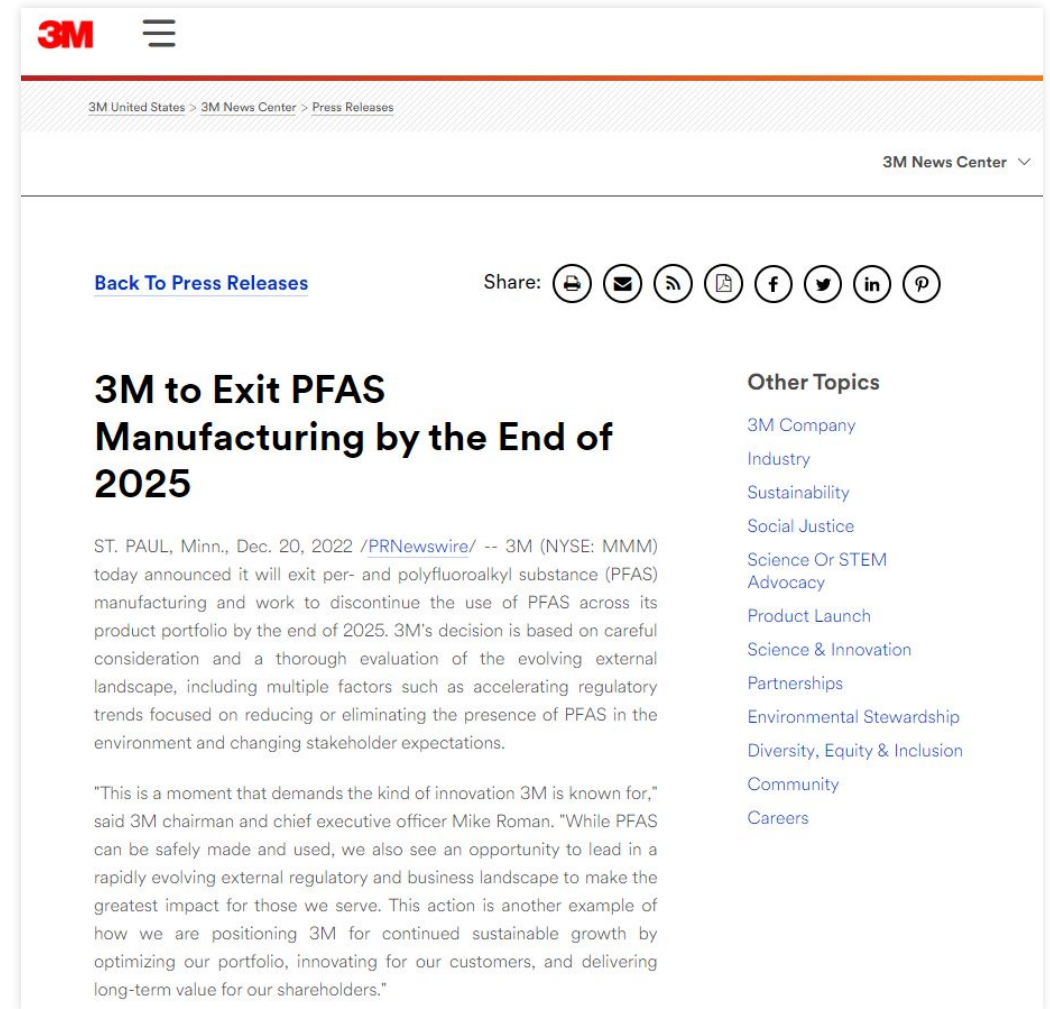 3M
3M United States > 3M News Center > Press Releases
3M News Center
Back To Press Releases
Share:
3M to Exit PFAS
Manufacturing by the End of
2025
ST. PAUL, Minn., Dec. 20, 2022 /PRNewswire/ -- 3M (NYSE: MMM)
today announced it will exit per- and polyfluoroalkyl substance (PFAS)
manufacturing and work to discontinue the use of PFAS across its
product portfolio by the end of 2025. 3M's decision is based on careful
consideration and a thorough evaluation of the evolving external
landscape, including multiple factors such as accelerating regulatory
trends focused on reducing or eliminating the presence of PFAS in the
environment and changing stakeholder expectations.
"This is a moment that demands the kind of innovation 3M is known for,"
said 3M chairman and chief executive officer Mike Roman. "While PFAS
can be safely made and used, we also see an opportunity to lead in a
rapidly evolving external regulatory and business landscape to make the
greatest impact for those we serve. This action is another example of
how we are positioning 3M for continued sustainable growth by
optimizing our portfolio, innovating for our customers, and delivering
long-term value for our shareholders."
Other Topics
3M Company
Industry
Sustainability
Social Justice
Science Or STEM
Advocacy
Product Launch
Science & Innovation
Partnerships
Environmental Stewardship
Diversity, Equity & Inclusion
Community
Careers